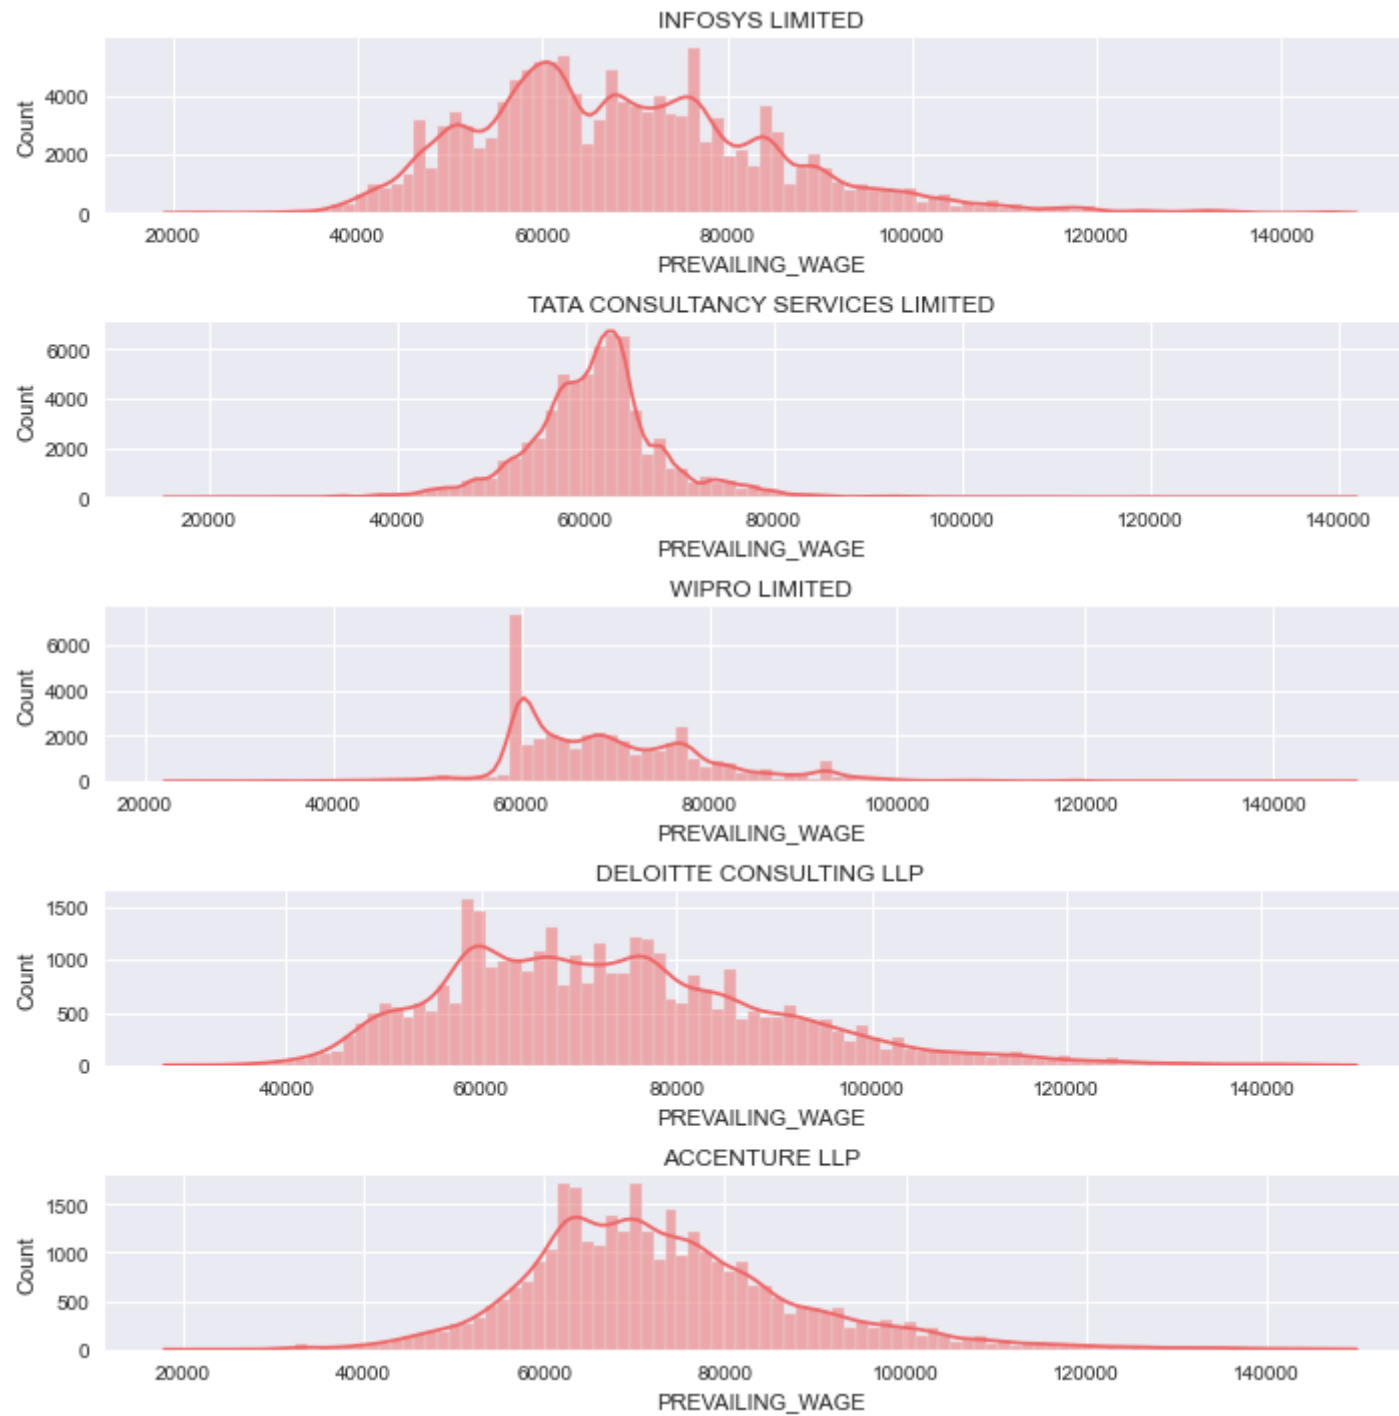 INFOSYS LIMITED
Count
4000
2000
0
20000 40000 60000 80000 100000 120000 140000
PREVAILING_WAGE
TATA CONSULTANCY SERVICES LIMITED
Count
6000
4000
2000
0
20000 40000 60000 80000 100000 120000 140000
PREVAILING_WAGE
WIPRO LIMITED
Count
6000
4000
2000
0
20000 40000 60000 80000 100000 120000 140000
PREVAILING_WAGE
DELOITTE CONSULTING LLP
Count
1500
1000
500
0
40000 60000 80000 100000 120000 140000
PREVAILING_WAGE
ACCENTURE LLP
Count
1500
1000
500
0
20000 40000 60000 80000 100000 120000 140000
PREVAILING_WAGE